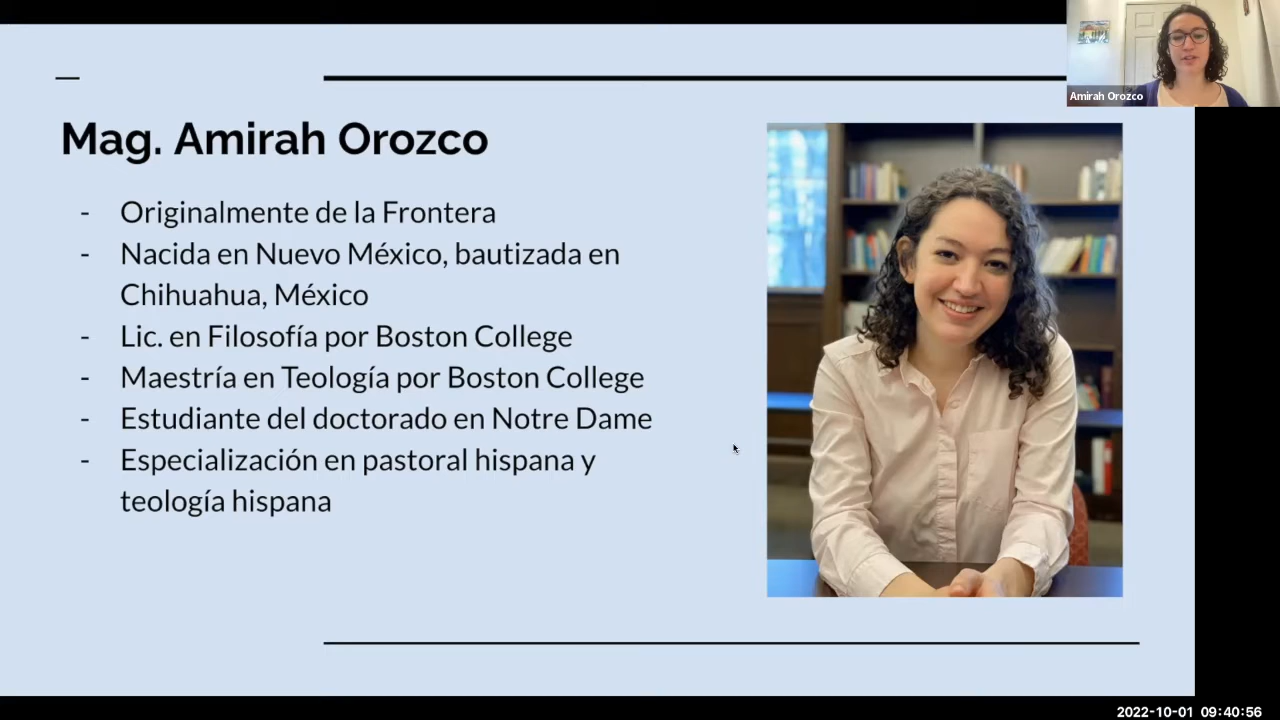 Amirah Orozco
Mag. Amirah Orozco
- Originalmente de la Frontera
- Nacida en Nuevo México, bautizada en
Chihuahua, México
- Lic. en Filosofía por Boston College
- Maestría en Teología por Boston College
- Estudiante del doctorado en Notre Dame
- Especialización en pastoral hispana y
teología hispana
2022-10-01 09:40:56